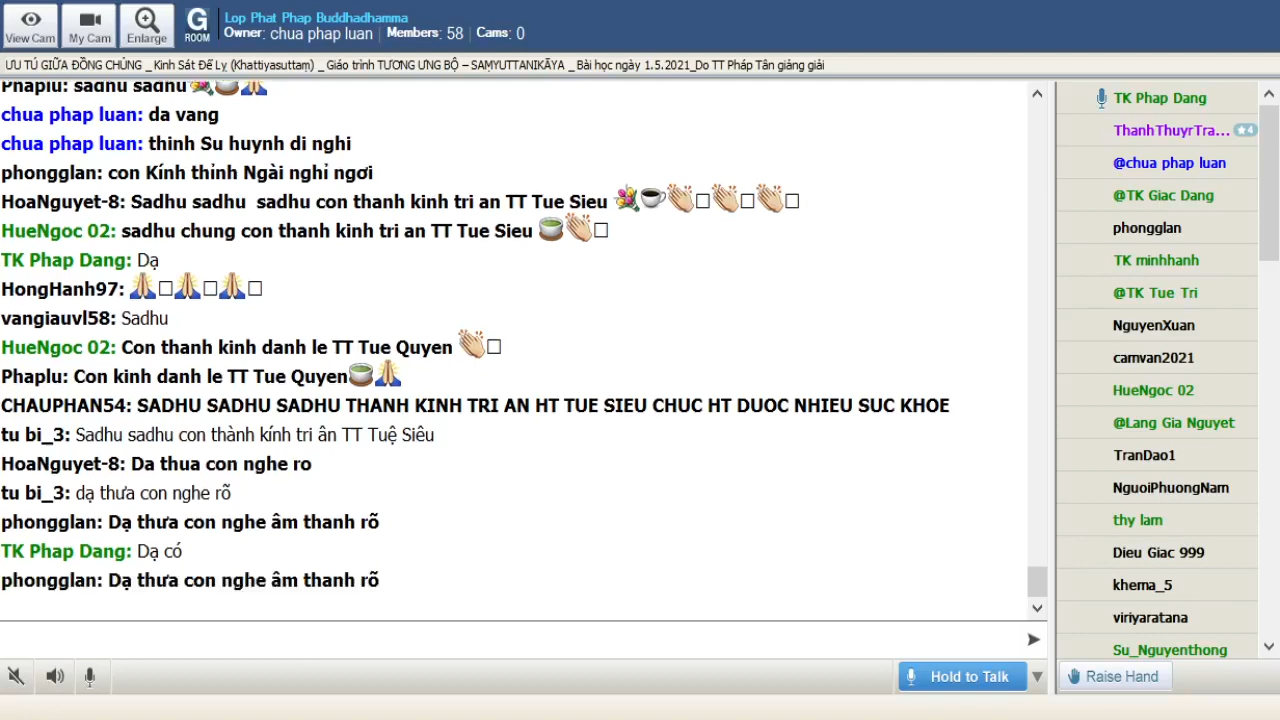 View Cam
My Cam
Enlarge
G
ROOM
Lop Phat Phap Buddhadhamma
Owner: chua phap luan | Members: 58 | Cams: 0
ƯU TÚ GIỮA ĐỒNG CHỦNG _ Kinh Sát Đế Lỵ (Khattiyasuttaṃ) _ Giáo trình TƯƠNG ƯNG BỘ – SAṂYUTTANIKĀYA _ Bài học ngày 1.5.2021_Do TT Pháp Tân giảng giải
Phaplu: sadhu sadhu
chua phap luan: da vang
chua phap luan: thinh Su huynh di nghi
phongglan: con Kính thỉnh Ngài nghỉ ngơi
HoaNguyet-8: Sadhu sadhu  sadhu con thanh kinh tri an TT Tue Sieu
HueNgoc 02: sadhu chung con thanh kinh tri an TT Tue Sieu
TK Phap Dang: Dạ
HongHanh97:
vangiauvl58: Sadhu
HueNgoc 02: Con thanh kinh danh le TT Tue Quyen
Phaplu: Con kinh danh le TT Tue Quyen
CHAUPHAN54: SADHU SADHU SADHU THANH KINH TRI AN HT TUE SIEU CHUC HT DUOC NHIEU SUC KHOE
tu bi_3: Sadhu sadhu con thành kính tri ân TT Tuệ Siêu
HoaNguyet-8: Da thua con nghe ro
tu bi_3: dạ thưa con nghe rõ
phongglan: Dạ thưa con nghe âm thanh rõ
TK Phap Dang: Dạ có
phongglan: Dạ thưa con nghe âm thanh rõ
Hold to Talk
TK Phap Dang
ThanhThuyrTra... 4
@chua phap luan
@TK Giac Dang
phongglan
TK minhhanh
@TK Tue Tri
NguyenXuan
camvan2021
HueNgoc 02
@Lang Gia Nguyet
TranDao1
NguoiPhuongNam
thy lam
Dieu Giac 999
khema_5
viriyaratana
Su_Nguyenthong
Raise Hand